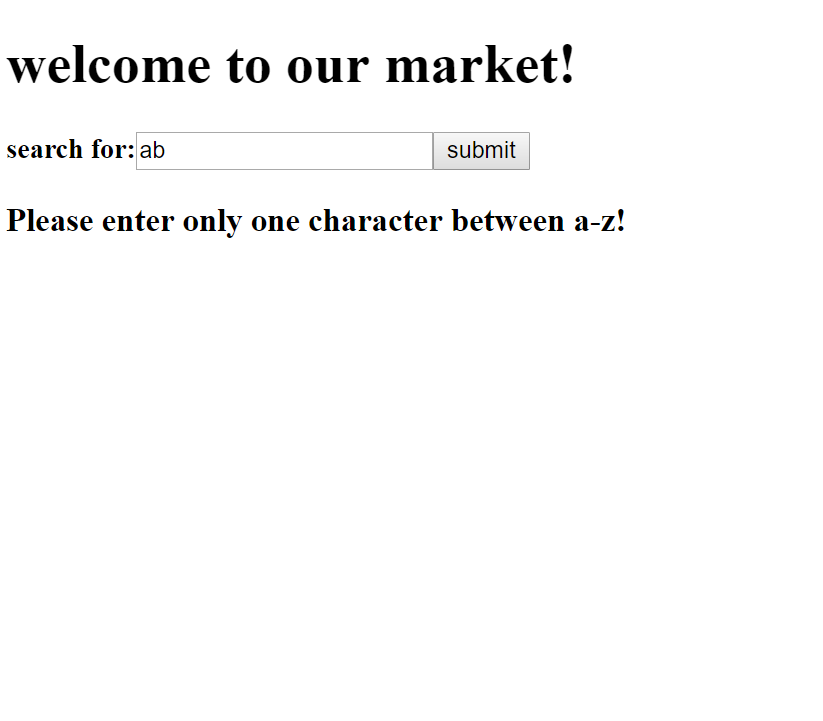 welcome to our market!
search for: ab submit
Please enter only one character between a-z!